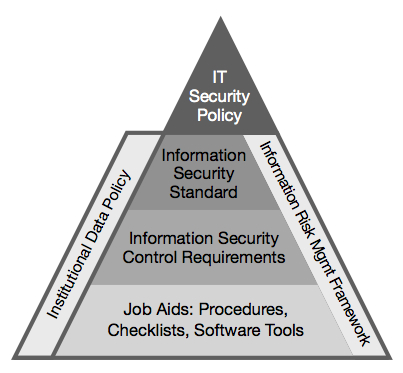 IT
Security
Policy
Institutional Data Policy
Information
Security
Standard
Information Risk Mgmt Framework
Information Security
Control Requirements
Job Aids: Procedures,
Checklists, Software Tools